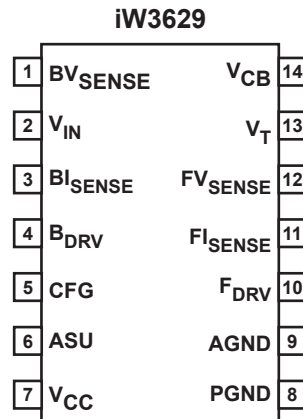 iW3629
1 BVSENSE VCB 14
2 VIN VT 13
3 BISENSE FVSENSE 12
4 BDRV FISENSE 11
5 CFG FDRV 10
6 ASU AGND 9
7 VCC PGND 8